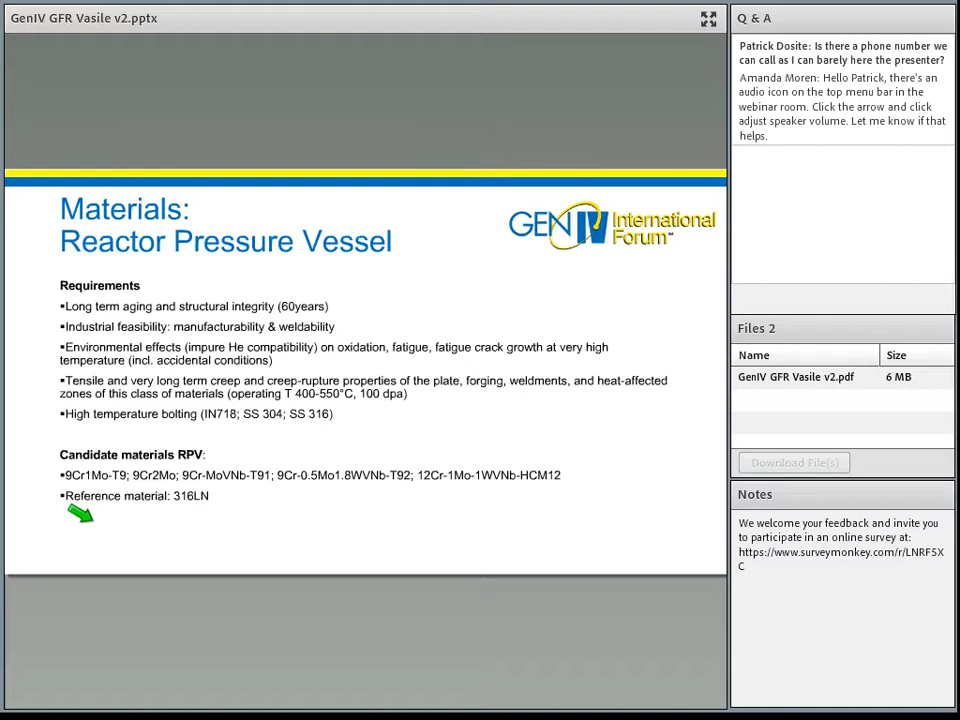 GenIV GFR Vasile v2.pptx
Materials:
Reactor Pressure Vessel
GEN IV International
Forum™
Requirements
▪Long term aging and structural integrity (60years)
▪Industrial feasibility: manufacturability & weldability
▪Environmental effects (impure He compatibility) on oxidation, fatigue, fatigue crack growth at very high
temperature (incl. accidental conditions)
▪Tensile and very long term creep and creep-rupture properties of the plate, forging, weldments, and heat-affected
zones of this class of materials (operating T 400-550°C, 100 dpa)
▪High temperature bolting (IN718; SS 304; SS 316)
Candidate materials RPV:
▪9Cr1Mo-T9; 9Cr2Mo; 9Cr-MoVNb-T91; 9Cr-0.5Mo1.8WVNb-T92; 12Cr-1Mo-1WVNb-HCM12
▪Reference material: 316LN
Q & A
Patrick Dosite: Is there a phone number we
can call as I can barely here the presenter?
Amanda Moren: Hello Patrick, there's an
audio icon on the top menu bar in the
webinar room. Click the arrow and click
adjust speaker volume. Let me know if that
helps.
Files 2
Name Size
GenIV GFR Vasile v2.pdf 6 MB
Download File(s)
Notes
We welcome your feedback and invite you
to participate in an online survey at:
https://www.surveymonkey.com/r/LNRF5X
C